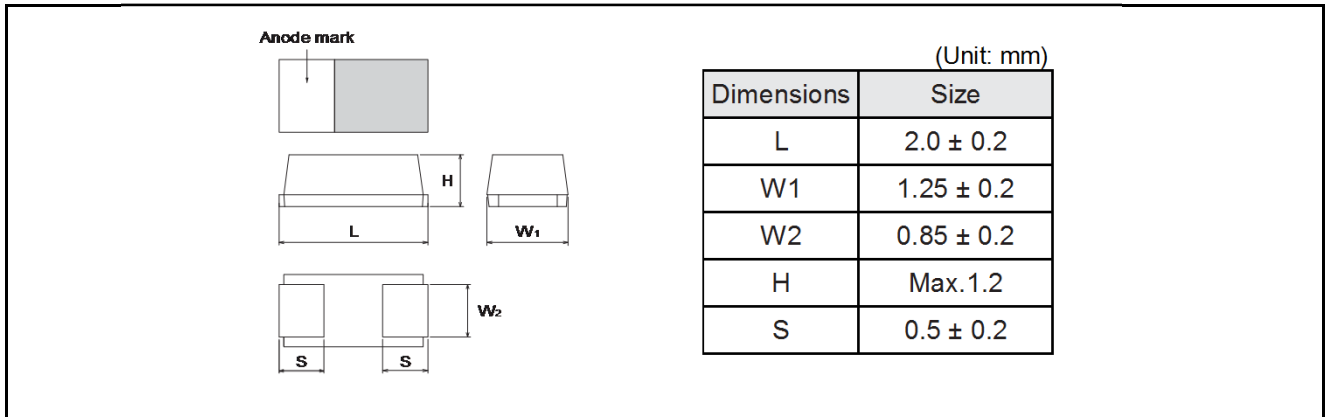 Anode mark
H
L
W1
W2
S S
(Unit: mm)
Dimensions Size
L 2.0 ± 0.2
W1 1.25 ± 0.2
W2 0.85 ± 0.2
H Max.1.2
S 0.5 ± 0.2